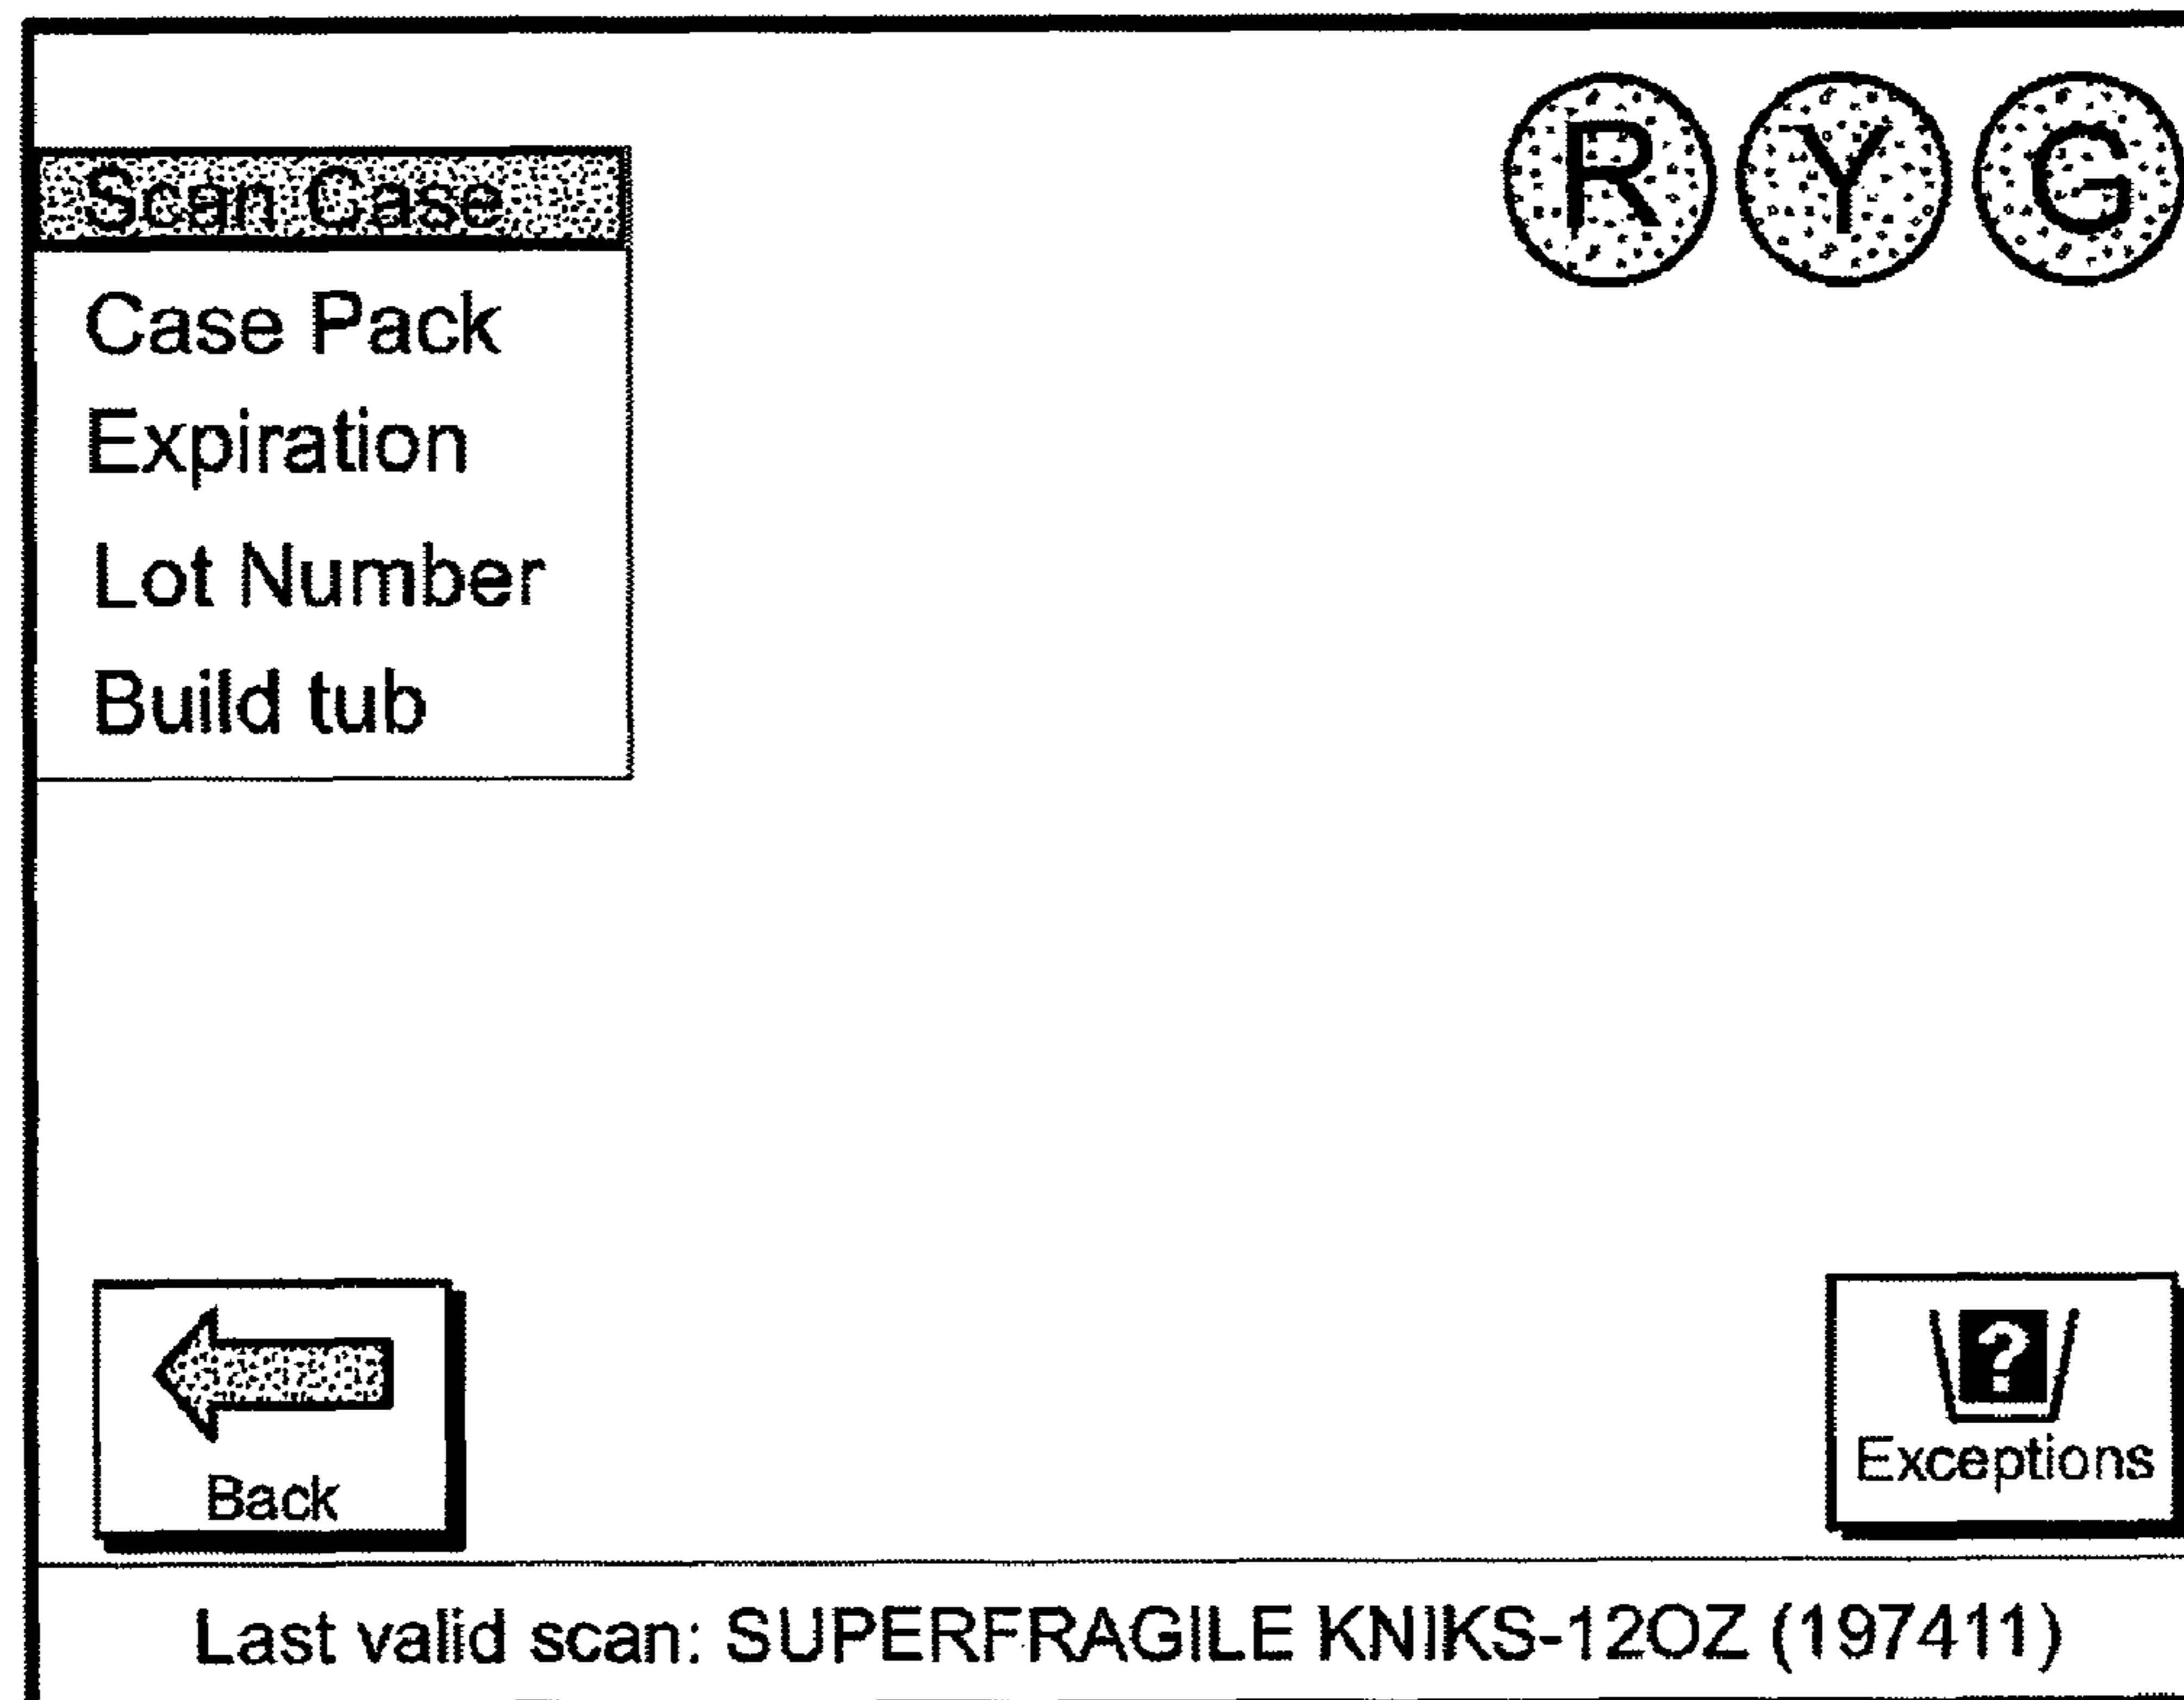 R Y G
Scan Case
Case Pack
Expiration
Lot Number
Build tub
?
Back
Exceptions
Last valid scan: SUPERFRAGILE KNIKS-12OZ (197411)